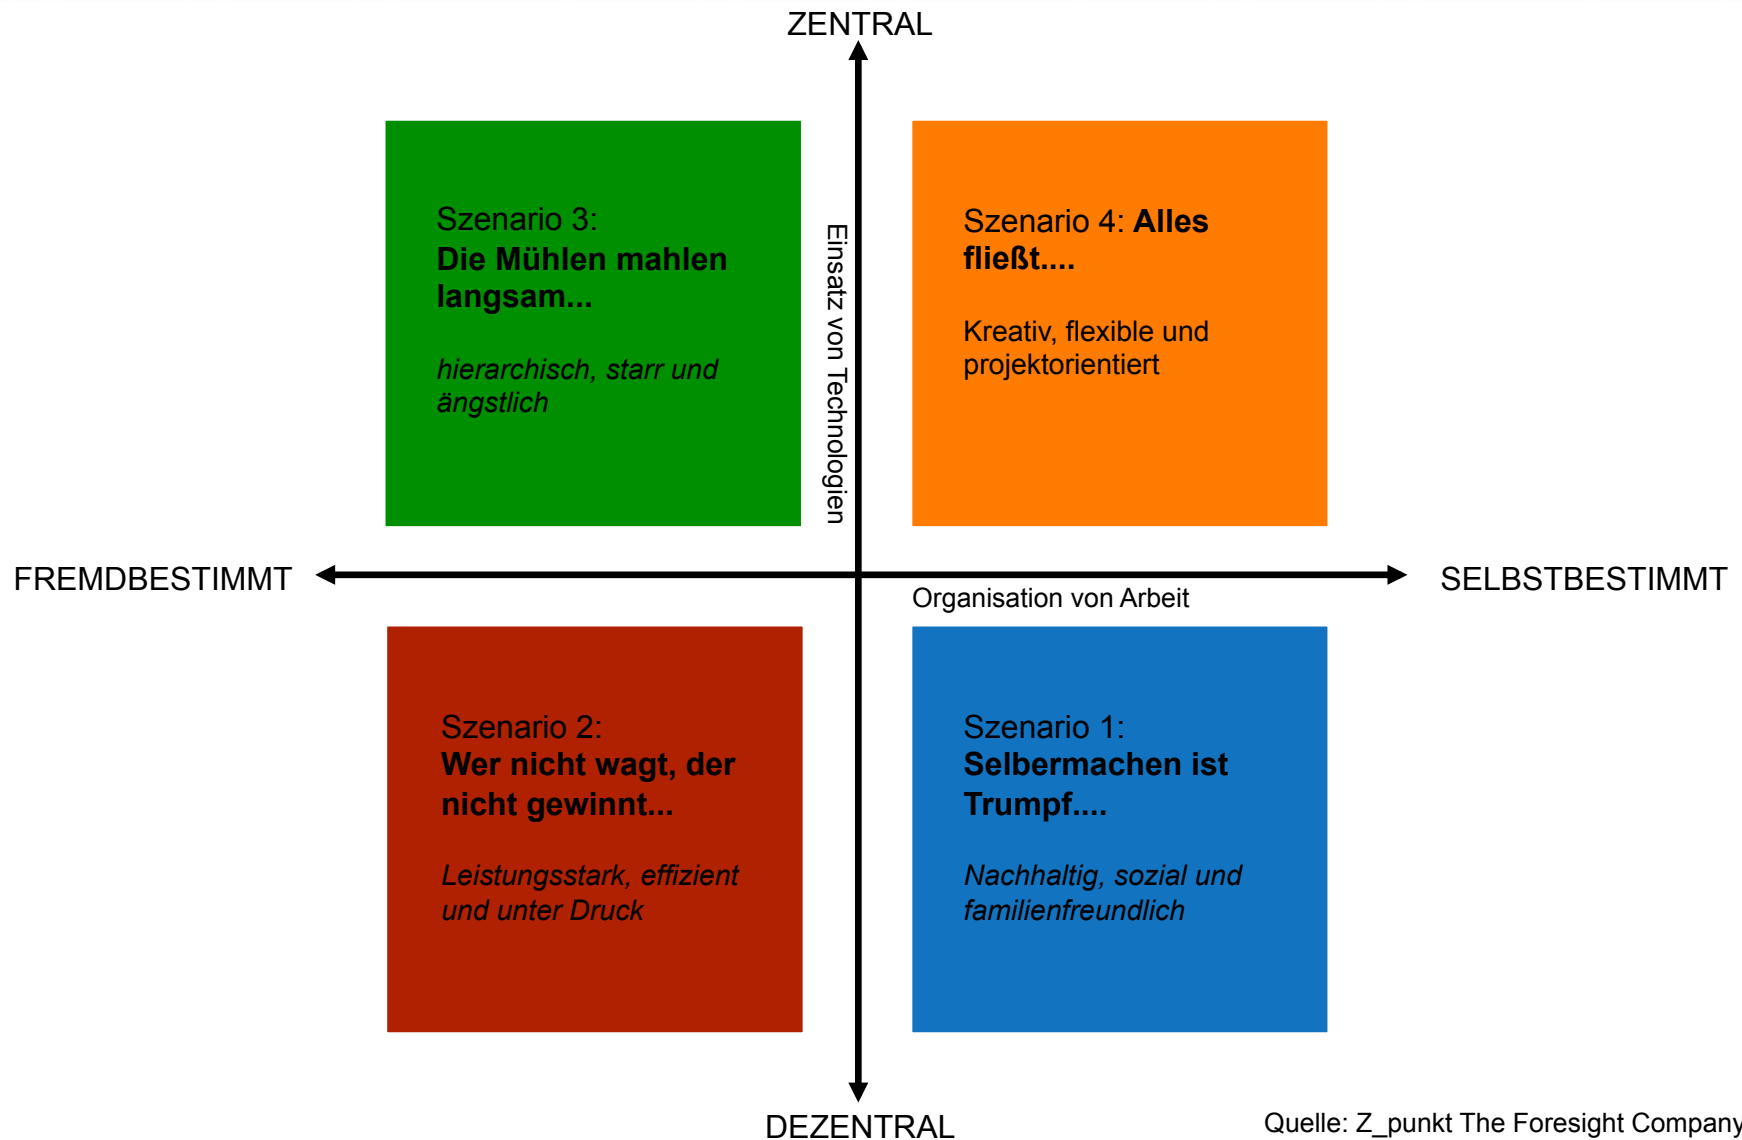 ZENTRAL
Szenario 3:
Die Mühlen mahlen
langsam...
hierarchisch, starr und
ängstlich
Einsatz von Technologien
Szenario 4: Alles
fließt....
Kreativ, flexible und
projektorientiert
FREMDBESTIMMT
SELBSTBESTIMMT
Organisation von Arbeit
Szenario 2:
Wer nicht wagt, der
nicht gewinnt...
Leistungsstark, effizient
und unter Druck
Szenario 1:
Selbermachen ist
Trumpf....
Nachhaltig, sozial und
familienfreundlich
DEZENTRAL
Quelle: Z_punkt The Foresight Company